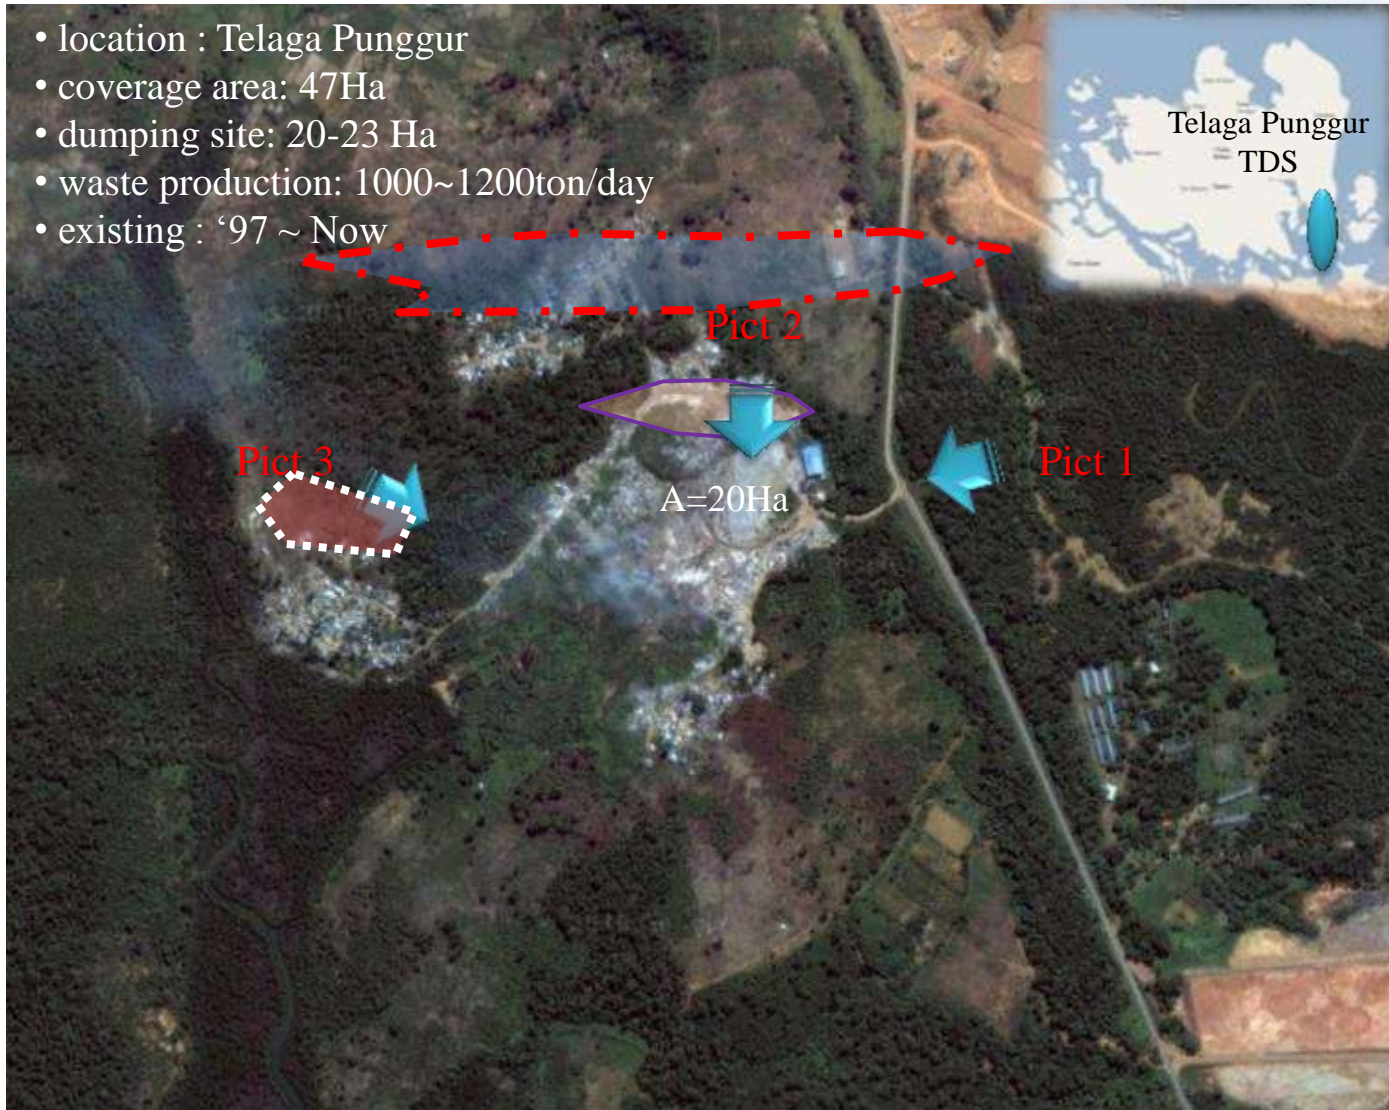 • location : Telaga Punggur
• coverage area: 47Ha
• dumping site: 20-23 Ha
• waste production: 1000~1200ton/day
• existing : ‘97 ~ Now
Telaga Punggur
TDS
Pict 2
Pict 3
Pict 1
A=20Ha